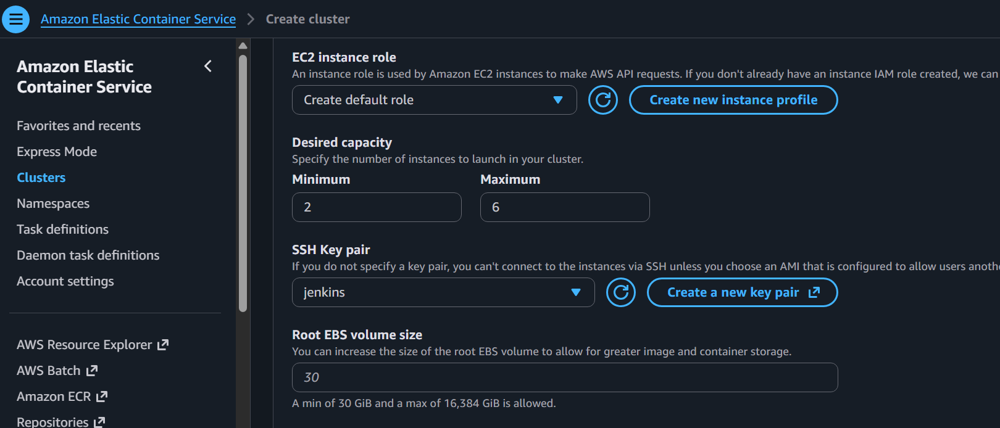 Amazon Elastic Container Service > Create cluster
Amazon Elastic
Container Service
Favorites and recents
Express Mode
Clusters
Namespaces
Task definitions
Daemon task definitions
Account settings
AWS Resource Explorer
AWS Batch
Amazon ECR
Repositories
EC2 instance role
An instance role is used by Amazon EC2 instances to make AWS API requests. If you don't already have an instance IAM role created, we can
Create default role
Create new instance profile
Desired capacity
Specify the number of instances to launch in your cluster.
Minimum Maximum
2 6
SSH Key pair
If you do not specify a key pair, you can't connect to the instances via SSH unless you choose an AMI that is configured to allow users
jenkins
Create a new key pair
Root EBS volume size
You can increase the size of the root EBS volume to allow for greater image and container storage.
30
A min of 30 GiB and a max of 16,384 GiB is allowed.